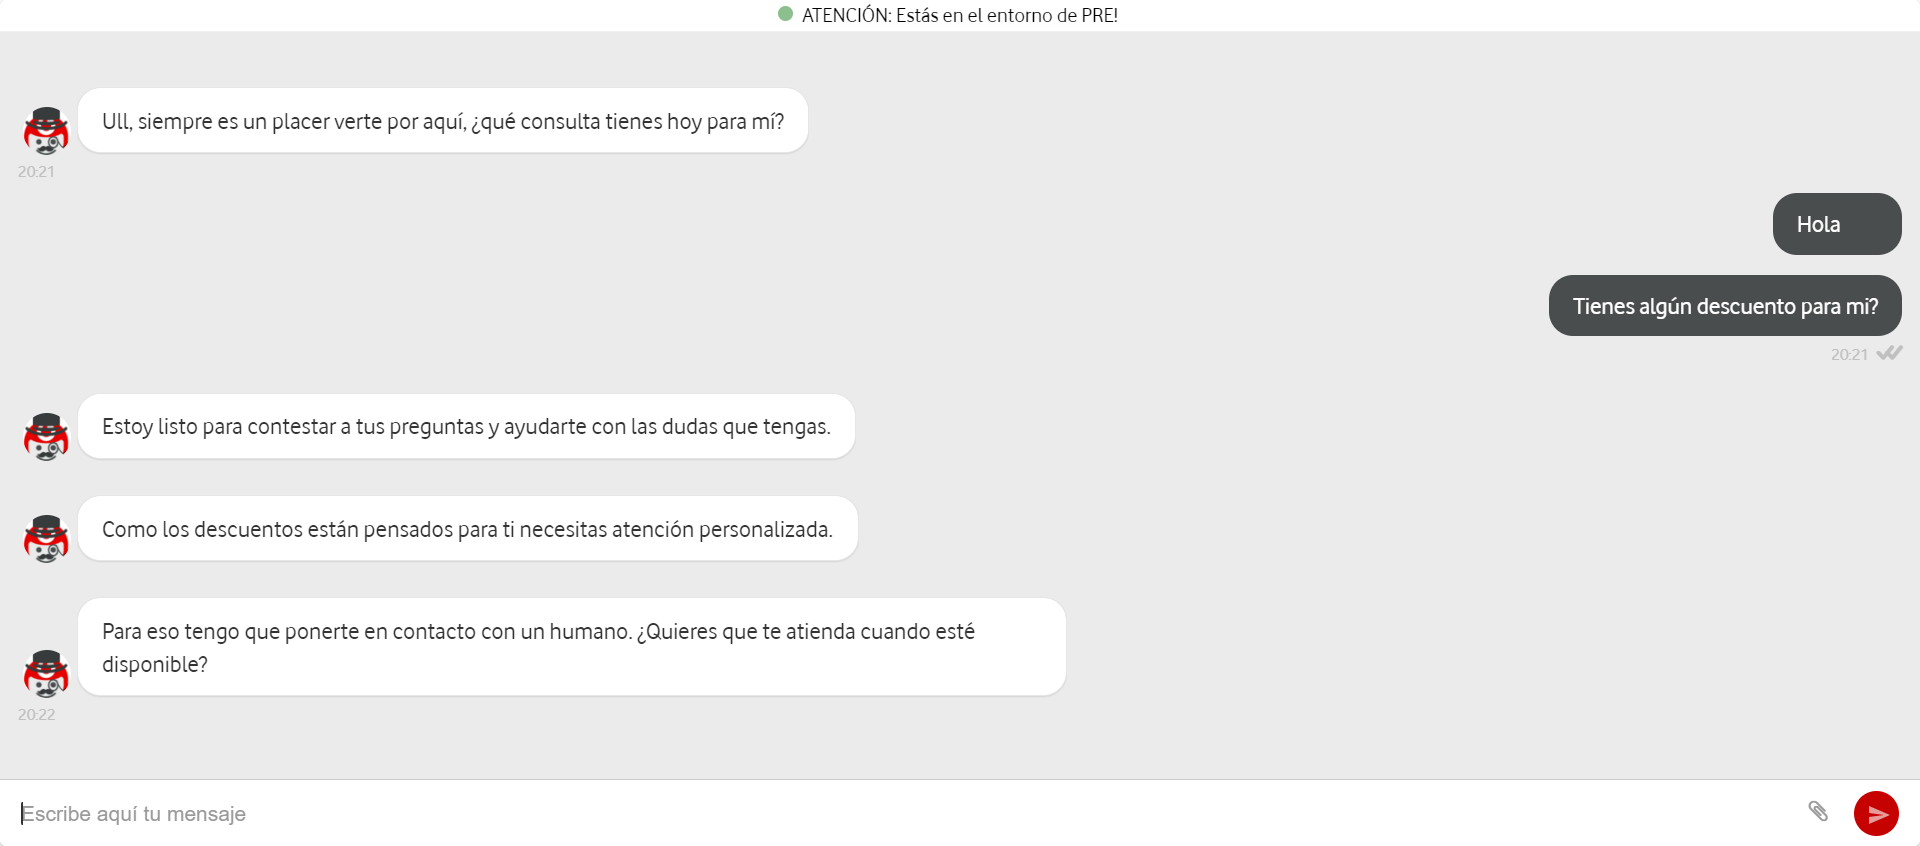 ATENCIÓN: Estás en el entorno de PRE!
Ull, siempre es un placer verte por aquí, ¿qué consulta tienes hoy para mí?
20:21
Hola
Tienes algún descuento para mi?
20:21
Estoy listo para contestar a tus preguntas y ayudarte con las dudas que tengas.
Como los descuentos están pensados para ti necesitas atención personalizada.
Para eso tengo que ponerte en contacto con un humano. ¿Quieres que te atienda cuando esté
disponible?
20:22
Escribe aquí tu mensaje